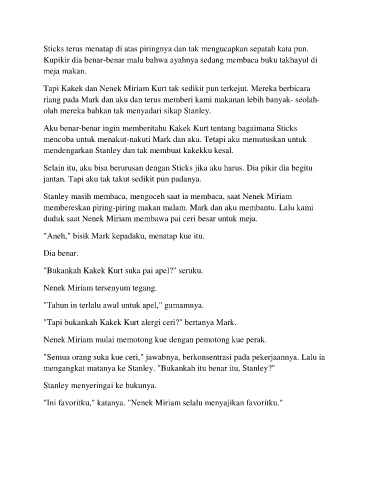 Sticks terus menatap di atas piringnya dan tak mengucapkan sepatah kata pun.
Kupikir dia benar-benar malu bahwa ayahnya sedang membaca buku takhayul di
meja makan.
Tapi Kakek dan Nenek Miriam Kurt tak sedikit pun terkejut. Mereka berbicara
riang pada Mark dan aku dan terus memberi kami makanan lebih banyak- seolah-
olah mereka bahkan tak menyadari sikap Stanley.
Aku benar-benar ingin memberitahu Kakek Kurt tentang bagaimana Sticks
mencoba untuk menakut-nakuti Mark dan aku. Tetapi aku memutuskan untuk
mendengarkan Stanley dan tak membuat kakekku kesal.
Selain itu, aku bisa berurusan dengan Sticks jika aku harus. Dia pikir dia begitu
jantan. Tapi aku tak takut sedikit pun padanya.
Stanley masih membaca, mengoceh saat ia membaca, saat Nenek Miriam
membereskan piring-piring makan malam. Mark dan aku membantu. Lalu kami
duduk saat Nenek Miriam membawa pai ceri besar untuk meja.
"Aneh," bisik Mark kepadaku, menatap kue itu.
Dia benar.
"Bukankah Kakek Kurt suka pai apel?" seruku.
Nenek Miriam tersenyum tegang.
"Tahun in terlalu awal untuk apel," gumamnya.
"Tapi bukankah Kakek Kurt alergi ceri?" bertanya Mark.
Nenek Miriam mulai memotong kue dengan pemotong kue perak.
"Semua orang suka kue ceri," jawabnya, berkonsentrasi pada pekerjaannya. Lalu ia
mengangkat matanya ke Stanley. "Bukankah itu benar itu, Stanley?"
Stanley menyeringai ke bukunya.
"Ini favoritku," katanya. "Nenek Miriam selalu menyajikan favoritku."